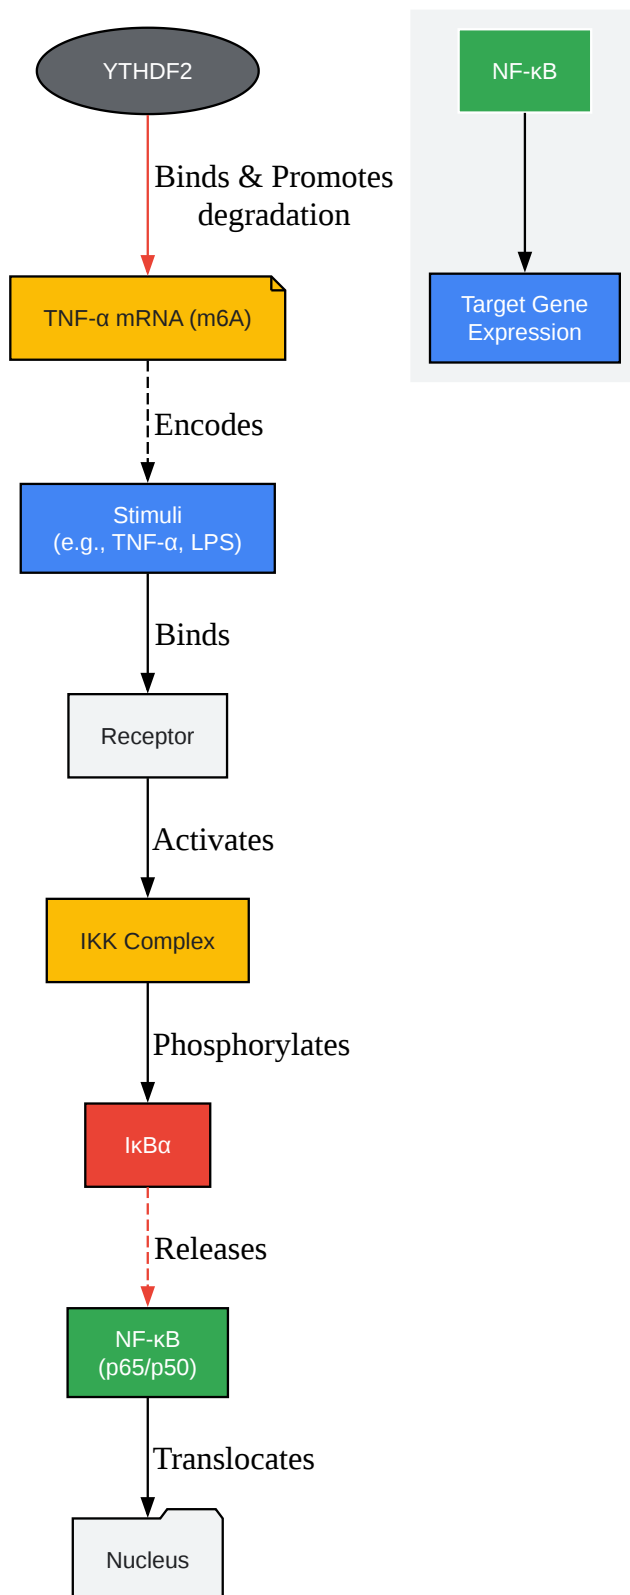 YTHDF2
Binds & Promotes
degradation
TNF-α mRNA (m6A)
Encodes
Stimuli
(e.g., TNF-α, LPS)
Binds
Receptor
Activates
IKK Complex
Phosphorylates
IκBα
Releases
NF-κB
(p65/p50)
Translocates
Nucleus
NF-κB
Target Gene
Expression